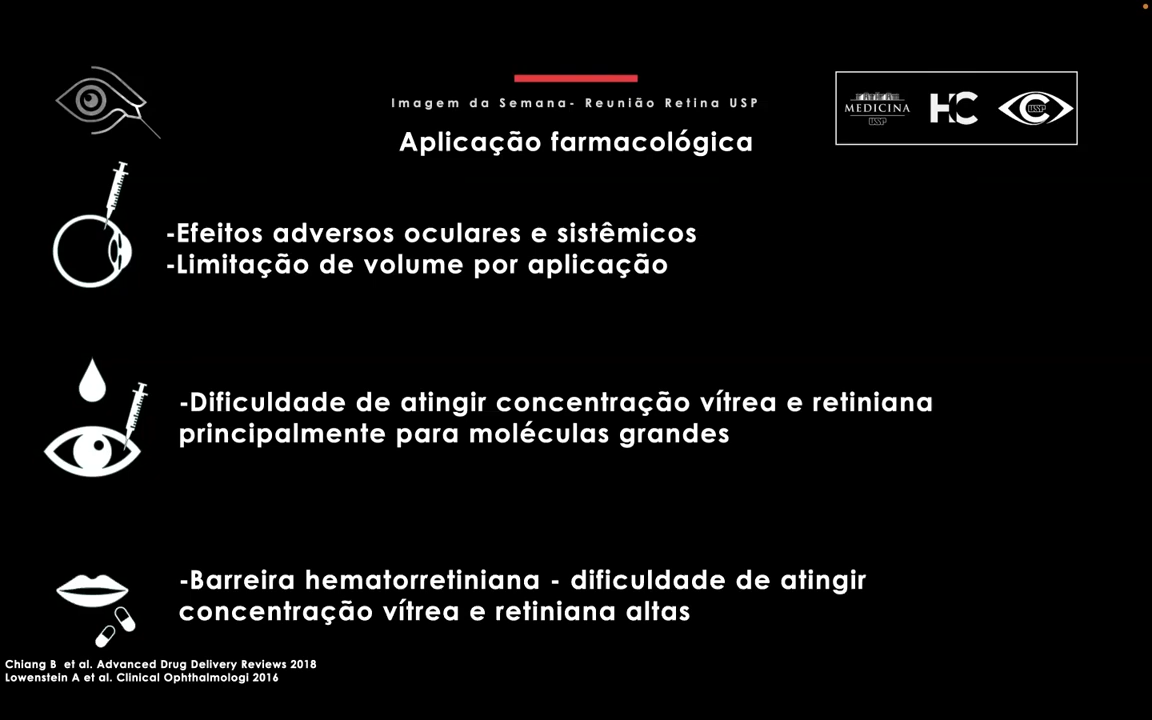 Imagem da Semana- Reunião Retina USP
MEDICINA
USP
HC
USP
Aplicação farmacológica
-Efeitos adversos oculares e sistêmicos
-Limitação de volume por aplicação
-Dificuldade de atingir concentração vítrea e retiniana
principalmente para moléculas grandes
-Barreira hematorretiniana - dificuldade de atingir
concentração vítrea e retiniana altas
Chiang B et al. Advanced Drug Delivery Reviews 2018
Lowenstein A et al. Clinical Ophthalmologi 2016